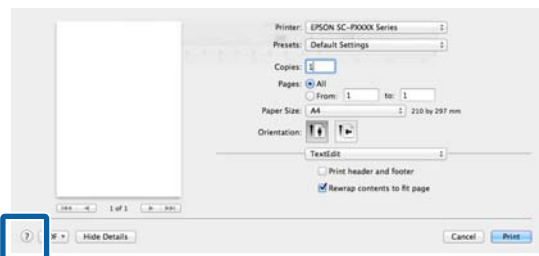 Printer: EPSON SC-PXXXX Series
Presets: Default Settings
Copies: 1
Pages: All
From: 1 to: 1
Paper Size: A4 210 by 297 mm
Orientation:
TextEdit
Print header and footer
Rewrap contents to fit page
1 of 1
? DF Hide Details Cancel Print